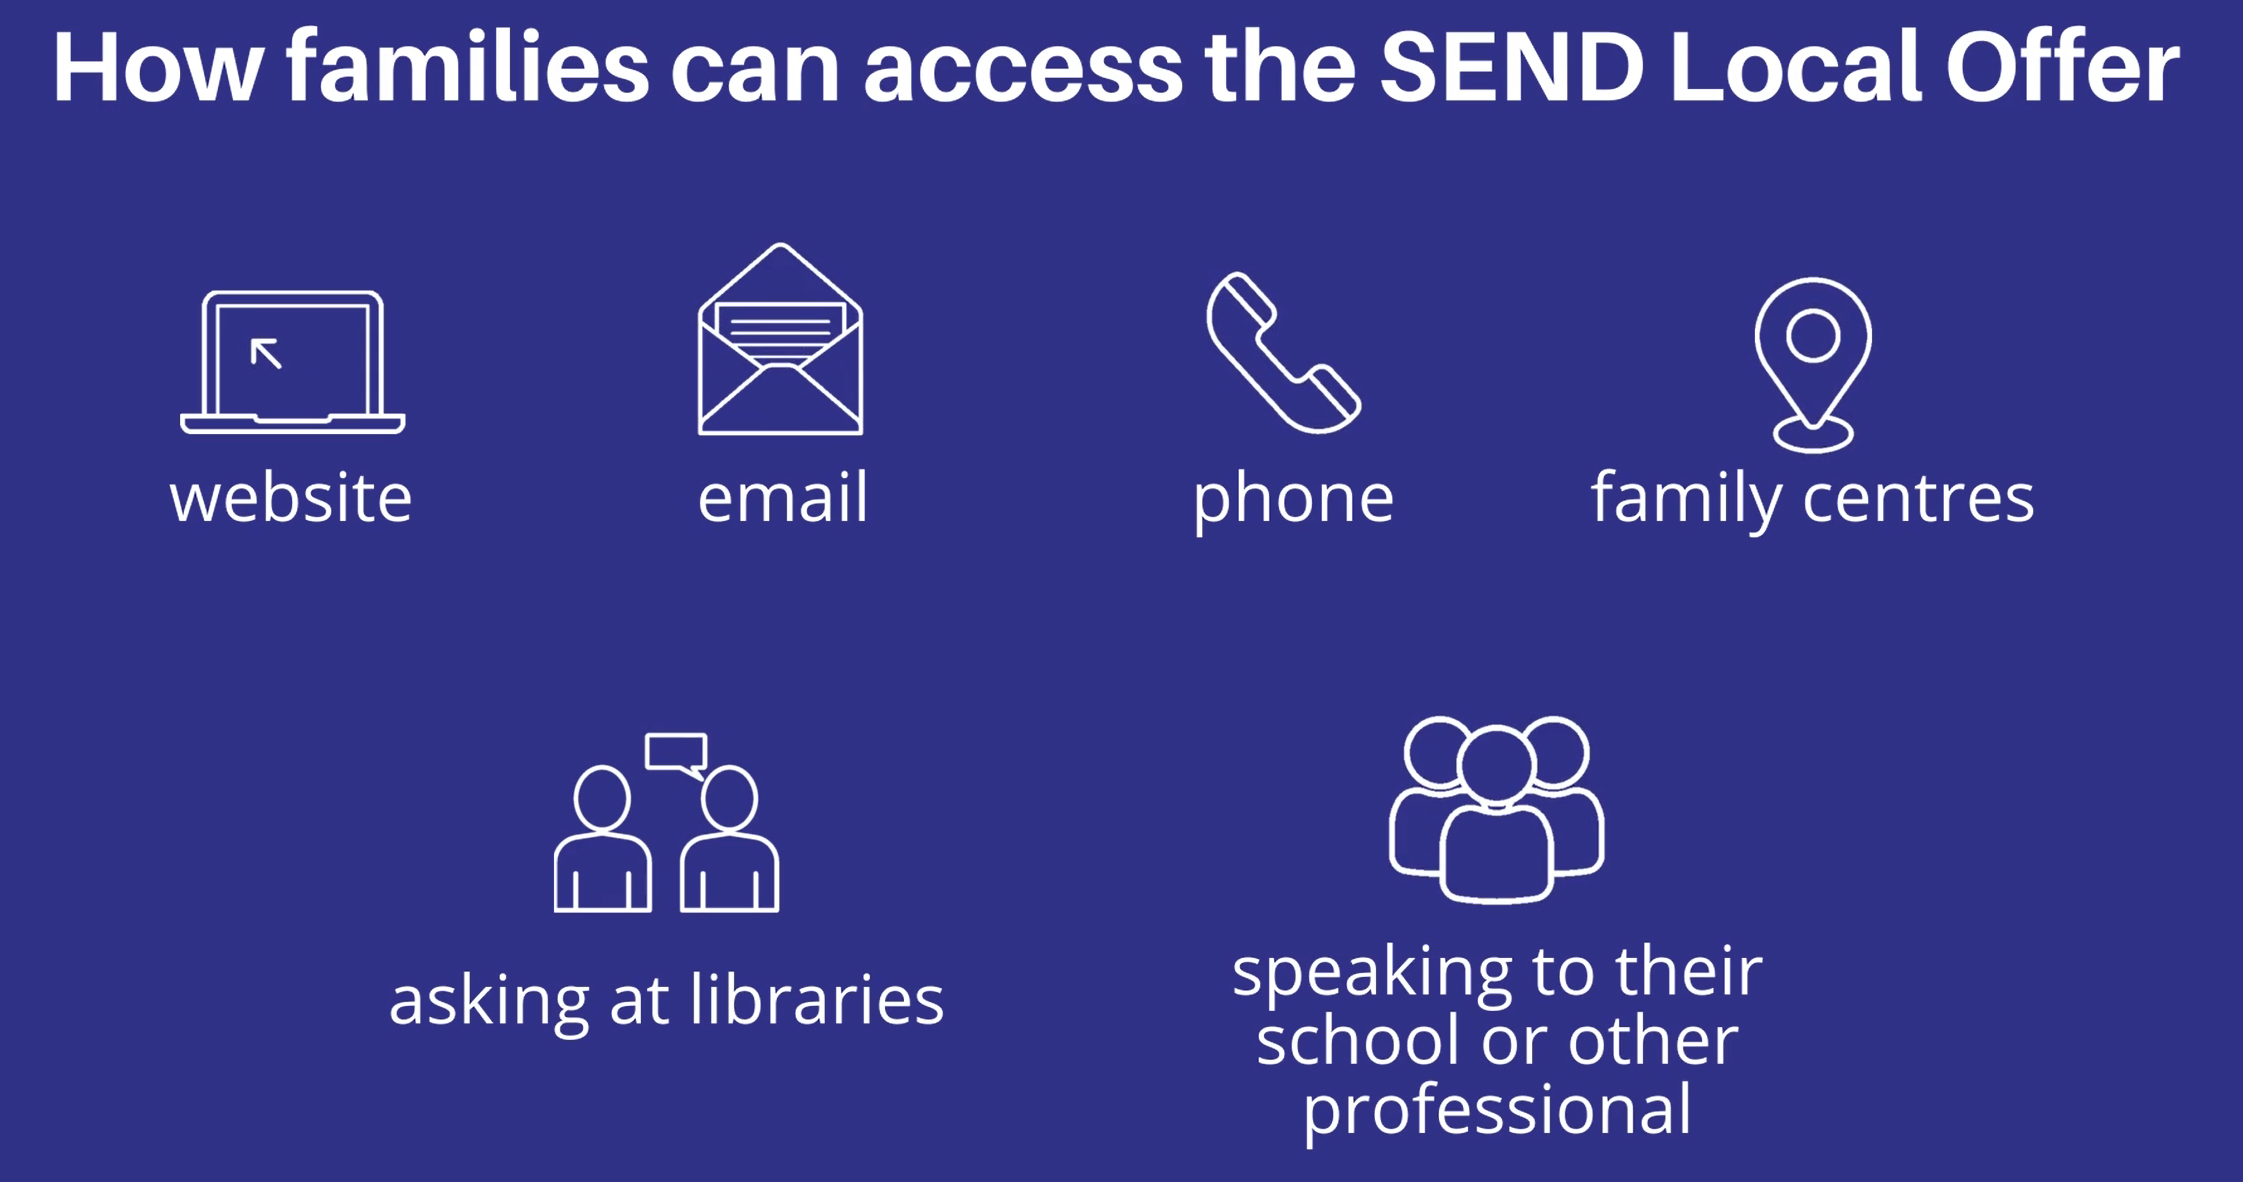 How families can access the SEND Local Offer
website
email
phone
family centres
asking at libraries
speaking to their
school or other
professional